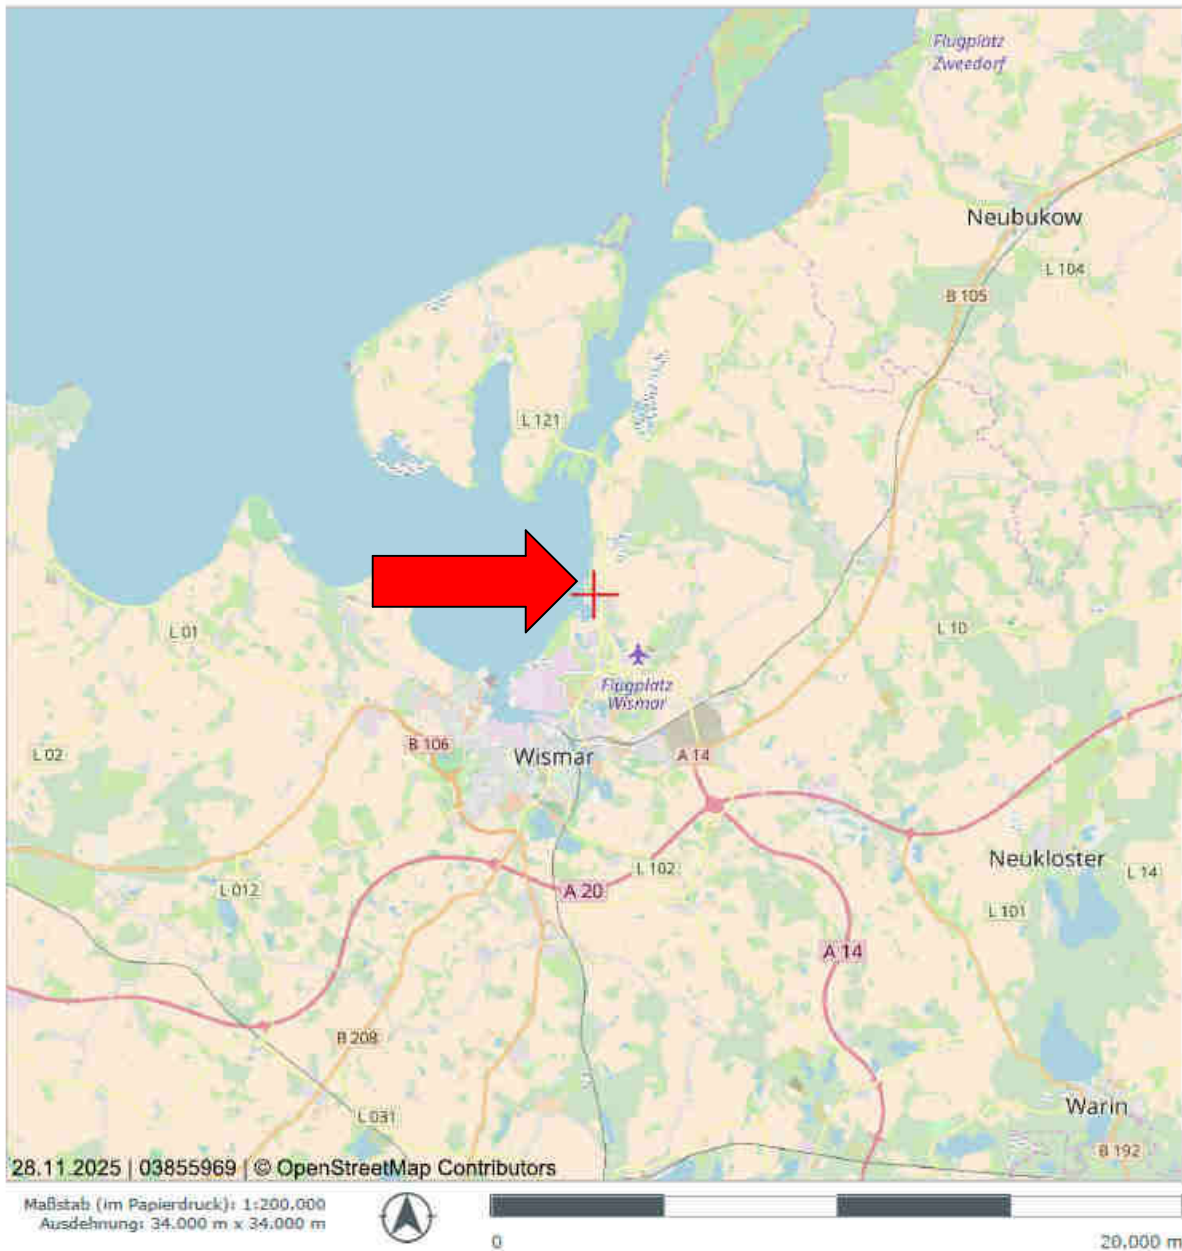 Flugplatz
Zweedorf
Neubukow
L 104
B 105
L 121
L 01
L 10
Flugplatz
Wismar
L 02
B 106
Wismar
A 14
Neukloster
L 102
L 14
A 20
L 012
L 101
A 14
B 208
Warin
L 031
B 192
28.11.2025 | 03855969 | © OpenStreetMap Contributors
Maßstab (im Papierdruck): 1:200.000
Ausdehnung: 34.000 m x 34.000 m
0
20.000 m